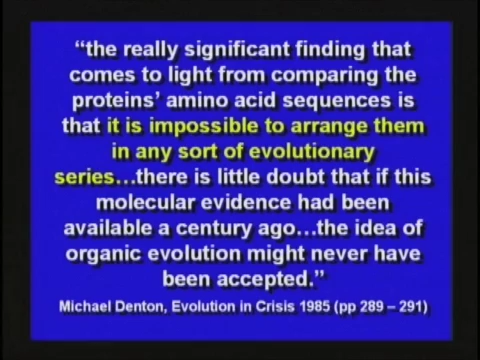 “the really significant finding that
comes to light from comparing the
proteins’ amino acid sequences is
that it is impossible to arrange them
in any sort of evolutionary
series…there is little doubt that if this
molecular evidence had been
available a century ago…the idea of
organic evolution might never have
been accepted.”
Michael Denton, Evolution in Crisis 1985 (pp 289 – 291)